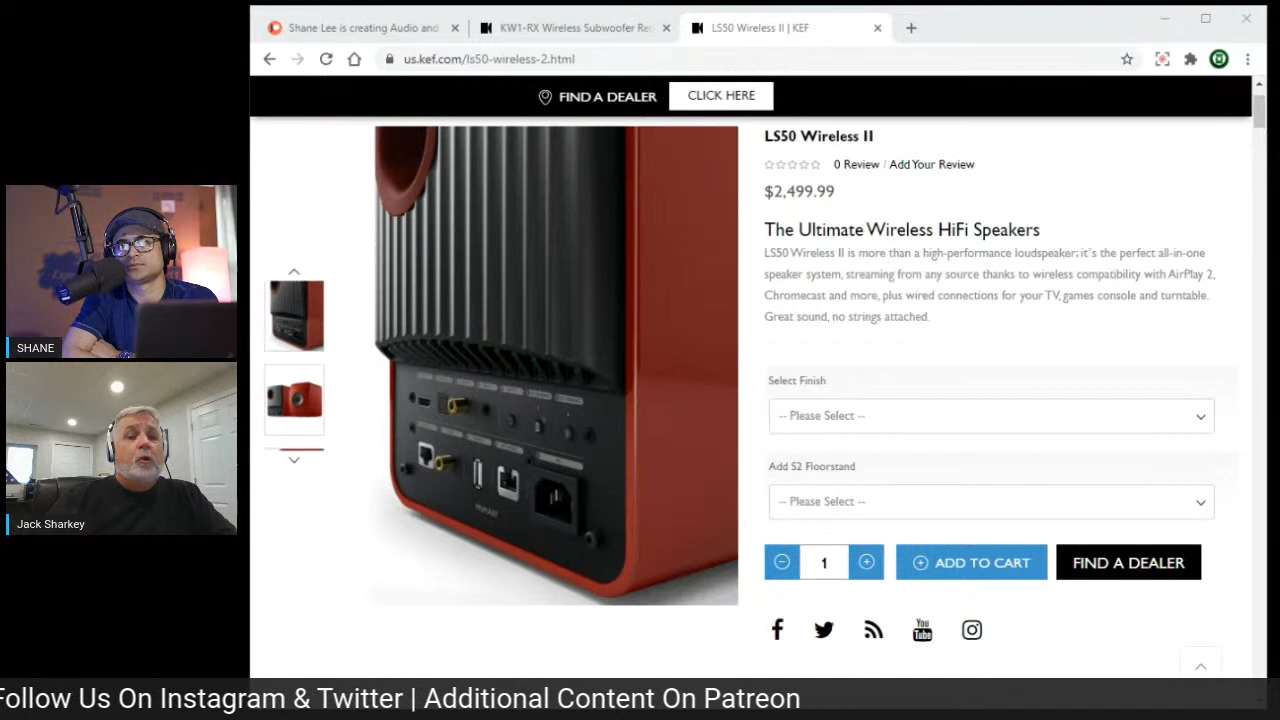 Shane Lee is creating Audio and
KW1-RX Wireless Subwoofer Re
LS50 Wireless II | KEF
us.kef.com/ls50-wireless-2.html
FIND A DEALER
CLICK HERE
LS50 Wireless II
0 Review / Add Your Review
$2,499.99
The Ultimate Wireless HiFi Speakers
LS50 Wireless II is more than a high-performance loudspeaker; it's the perfect all-in-one
speaker system, streaming from any source thanks to wireless compatibility with AirPlay 2,
Chromecast and more, plus wired connections for your TV, games console and turntable.
Great sound, no strings attached.
Select Finish
-- Please Select --
Add S2 Floorstand
-- Please Select --
1
ADD TO CART
FIND A DEALER
You
Tube
SHANE
Jack Sharkey
Follow Us On Instagram & Twitter | Additional Content On Patreon